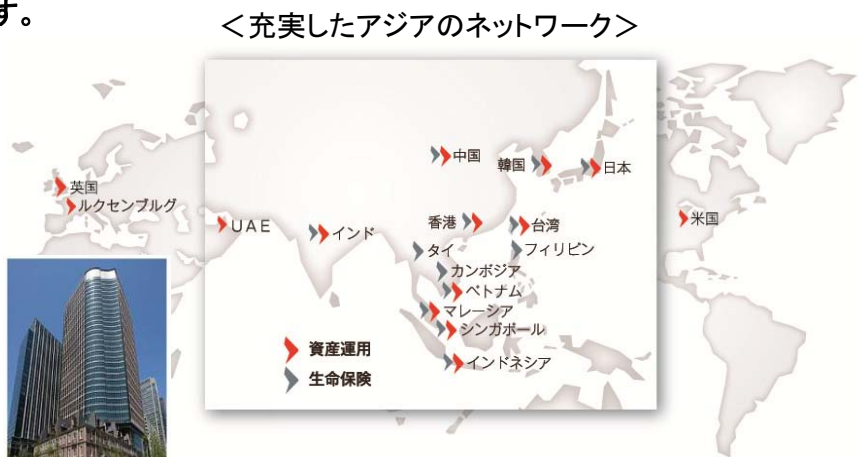 す。
＜充実したアジアのネットワーク＞
中国
韓国
日本
英国
ルクセンブルグ
UAE
インド
香港
台湾
米国
タイ
フィリピン
カンボジア
ベトナム
マレーシア
シンガポール
インドネシア
資産運用
生命保険